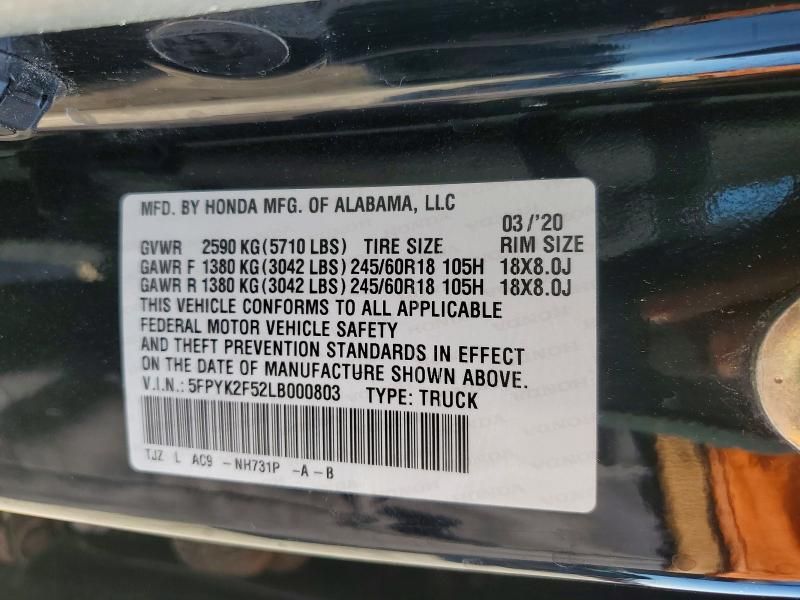 MFD. BY HONDA MFG. OF ALABAMA, LLC
03/'20
GVWR 2590 KG (5710 LBS) TIRE SIZE RIM SIZE
GAWR F 1380 KG (3042 LBS) 245/60R18 105H 18X8.0J
GAWR R 1380 KG (3042 LBS) 245/60R18 105H 18X8.0J
THIS VEHICLE CONFORMS TO ALL APPLICABLE
FEDERAL MOTOR VEHICLE SAFETY
AND THEFT PREVENTION STANDARDS IN EFFECT
ON THE DATE OF MANUFACTURE SHOWN ABOVE.
V.I.N.: 5FPYK2F52LB000803 TYPE: TRUCK
TJZ L AC9 - NH731P -A-B